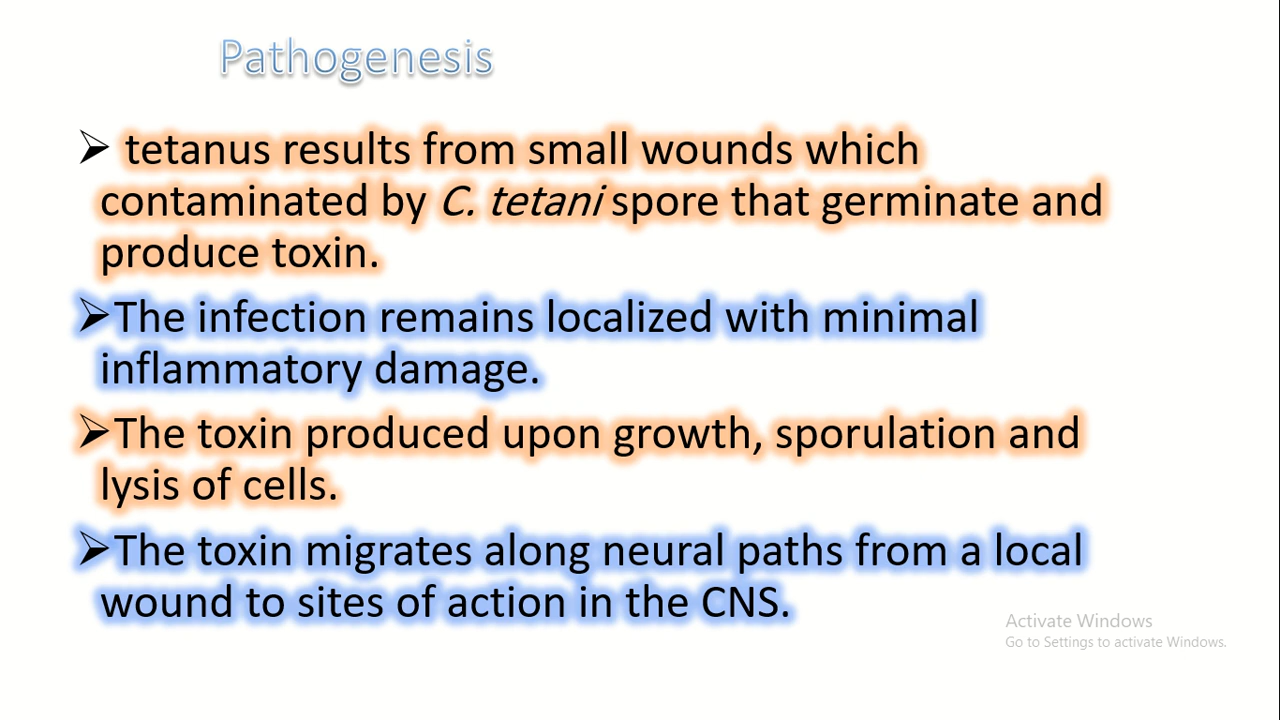 Pathogenesis
➢ tetanus results from small wounds which
contaminated by C. tetani spore that germinate and
produce toxin.
➢The infection remains localized with minimal
inflammatory damage.
➢The toxin produced upon growth, sporulation and
lysis of cells.
➢The toxin migrates along neural paths from a local
wound to sites of action in the CNS.
Activate Windows
Go to Settings to activate Windows.